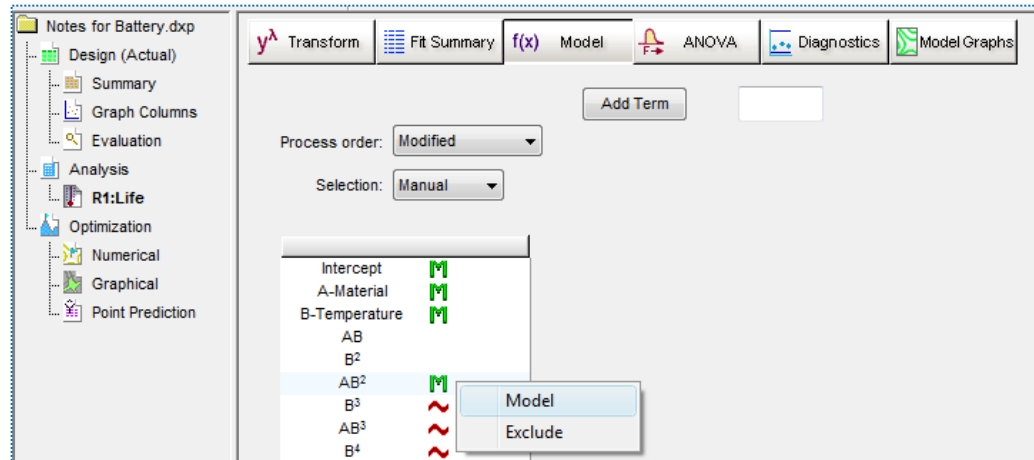 Notes for Battery.dxp
Design (Actual)
Summary
Graph Columns
Evaluation
Analysis
R1:Life
Optimization
Numerical
Graphical
Point Prediction
yλ Transform Fit Summary f(x) Model F→ ANOVA Diagnostics Model Graphs
Add Term
Process order: Modified
Selection: Manual
Intercept M
A-Material M
B-Temperature M
AB
B²
AB² M
B³
AB³
B⁴
Model
Exclude